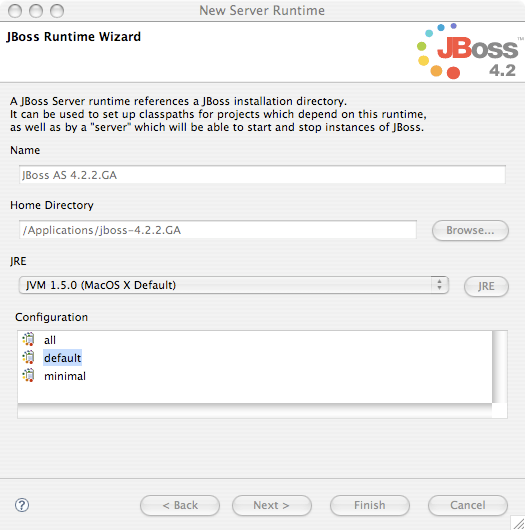 New Server Runtime
JBoss Runtime Wizard
JBoss™
4.2
A JBoss Server runtime references a JBoss installation directory.
It can be used to set up classpaths for projects which depend on this runtime,
as well as by a "server" which will be able to start and stop instances of JBoss.
Name
JBoss AS 4.2.2.GA
Home Directory
/Applications/jboss-4.2.2.GA
Browse...
JRE
JVM 1.5.0 (MacOS X Default)
JRE
Configuration
all
default
minimal
?
< Back
Next >
Finish
Cancel